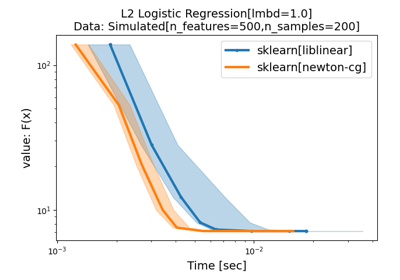 L2 Logistic Regression[lmbd=1.0]
Data: Simulated[n_features=500,n_samples=200]
sklearn[liblinear]
sklearn[newton-cg]
value: F(x)
10²
10¹
10⁻³
10⁻²
Time [sec]